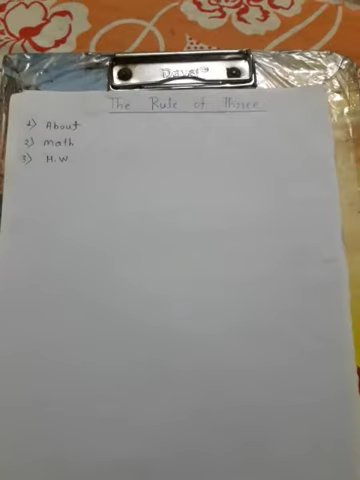 The Rule of Three
1) About
2) Math
3) H.W.